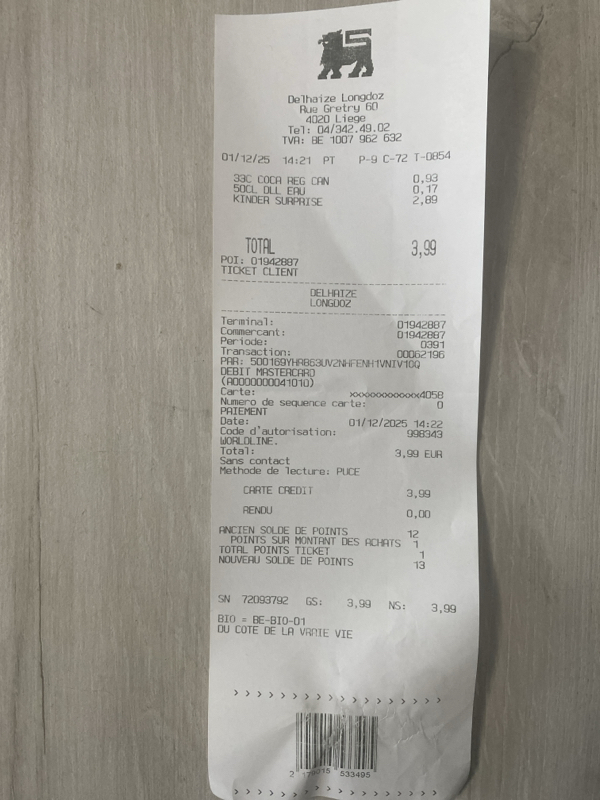 Delhaize Longdoz
Rue Gretry 60
4020 Liege
Tel: 04/342.49.02
TVA: BE 1007 962 632
01/12/25 14:21 PT P-9 C-72 T-0854
33C COCA REG CAN 0,93
50CL DLL EAU 0,17
KINDER SURPRISE 2,89
TOTAL 3,99
POI: 01942887
TICKET CLIENT
DELHAIZE
LONGDOZ
Terminal: 01942887
Commercant: 01942887
Periode: 0391
Transaction: 00062196
PAR:
DEBIT MASTERCARD
(A0000000041010)
Carte: xxxxxxxxxxxx4058
Numero de sequence carte: 0
PAIEMENT
Date: 01/12/2025 14:22
Code d'autorisation: 998343
WORLDLINE.
Total: 3,99 EUR
Sans contact
Methode de lecture: PUCE
CARTE CREDIT 3,99
RENDU 0,00
ANCIEN SOLDE DE POINTS 12
POINTS SUR MONTANT DES ACHATS 1
TOTAL POINTS TICKET 1
NOUVEAU SOLDE DE POINTS 13
SN 72093792 GS: 3,99 NS: 3,99
BIO = BE-BIO-01
DU COTE DE LA VRAIE VIE
> > > > > > > > > > > > > > >
2 533495
> > > > > > > > > > > > > > >